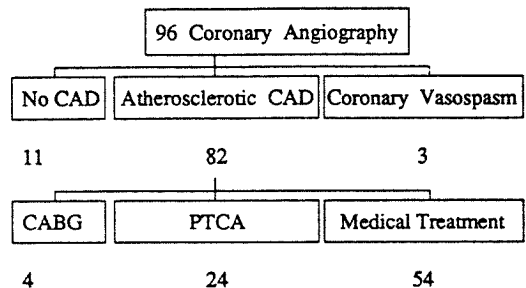 96 Coronary Angiography
No CAD Atherosclerotic CAD Coronary Vasospasm
11 82 3
CABG PTCA Medical Treatment
4 24 54